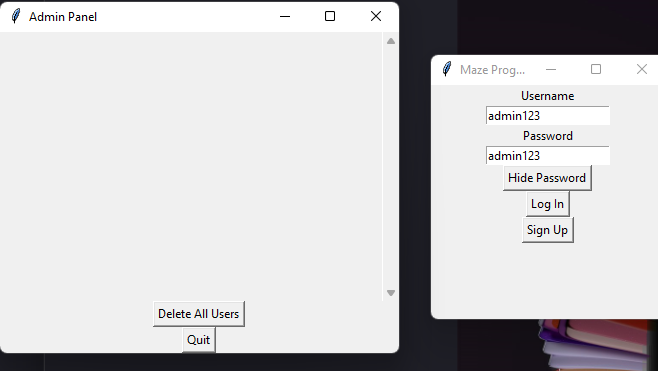 Admin Panel
Delete All Users
Quit
Maze Prog...
Username
admin123
Password
admin123
Hide Password
Log In
Sign Up